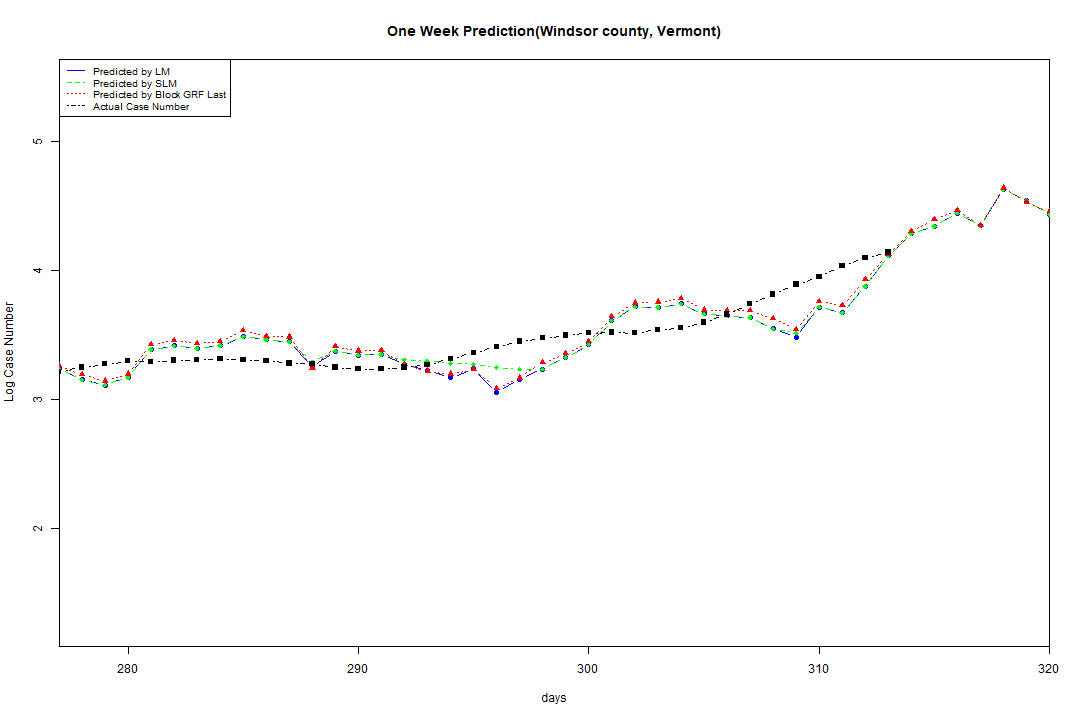 One Week Prediction(Windsor county, Vermont)
Predicted by LM
Predicted by SLM
Predicted by Block GRF Last
Actual Case Number
5
4
3
2
Log Case Number
280 290 300 310 320
days